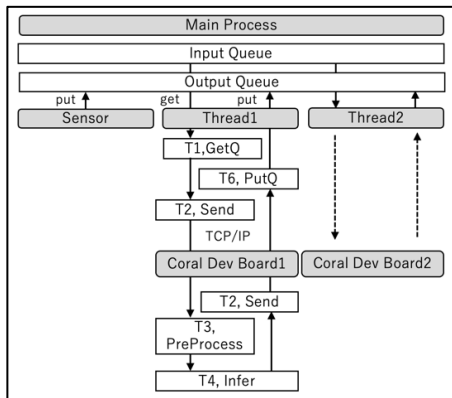 Main Process
Input Queue
Output Queue
put
get
put
Sensor
Thread1
Thread2
T1,GetQ
T6, PutQ
T2, Send
TCP/IP
Coral Dev Board1
Coral Dev Board2
T2, Send
T3,
PreProcess
T4, Infer